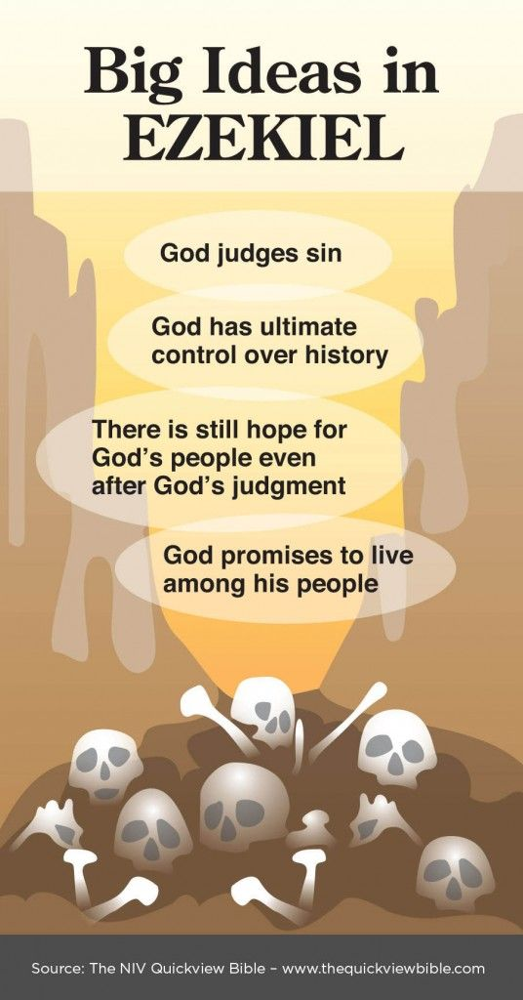 Big Ideas in
EZEKIEL
God judges sin
God has ultimate
control over history
There is still hope for
God’s people even
after God’s judgment
God promises to live
among his people
Source: The NIV Quickview Bible – www.thequickviewbible.com